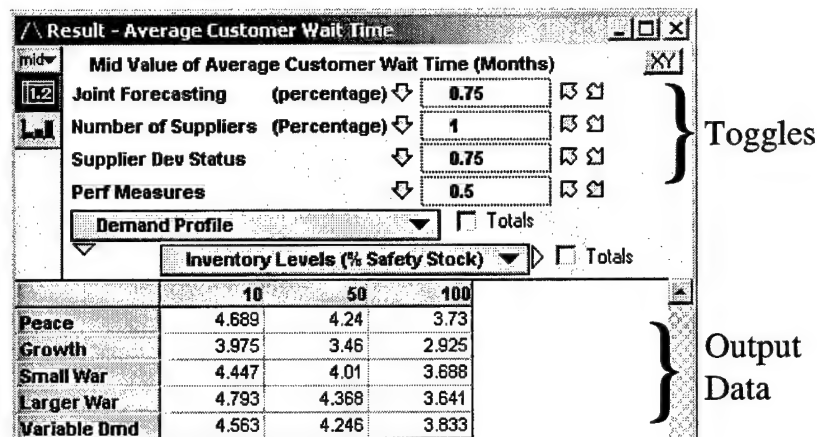 Result - Average Customer Wait Time
mid
Mid Value of Average Customer Wait Time (Months)
XY
Joint Forecasting (percentage) 0.75
Number of Suppliers (Percentage) 1
Supplier Dev Status 0.75
Perf Measures 0.5
Toggles
Demand Profile Totals
Inventory Levels (% Safety Stock) Totals
10 50 100
Peace 4.689 4.24 3.73
Growth 3.975 3.46 2.925
Small War 4.447 4.01 3.688
Larger War 4.793 4.368 3.641
Variable Dmd 4.563 4.246 3.833
Output
Data